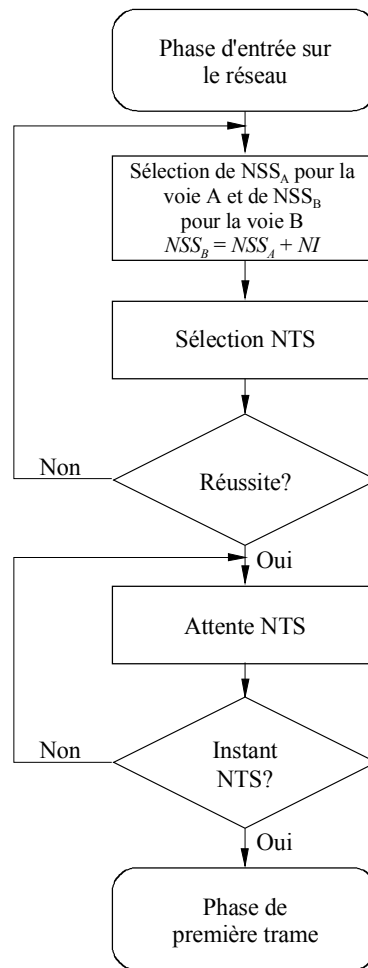 Phase d'entrée sur
le réseau
Sélection de NSS_A pour la
voie A et de NSS_B
pour la voie B
NSS_B = NSS_A + NI
Sélection NTS
Non
Réussite?
Oui
Attente NTS
Non
Instant
NTS?
Oui
Phase de
première trame